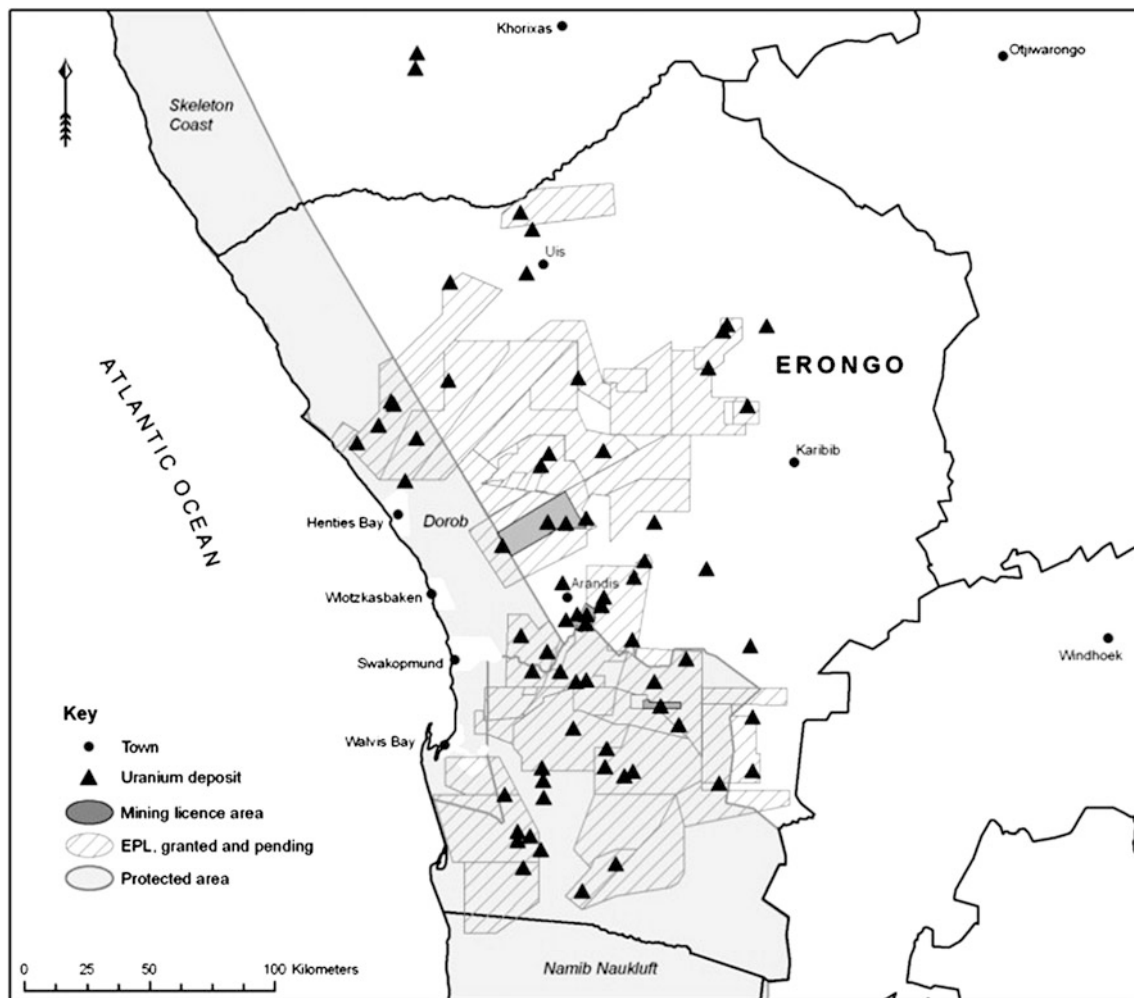 Khorixas
Otjiwarongo
Skeleton
Coast
Uis
ERONGO
ATLANTIC OCEAN
Karibib
Henties Bay
Dorob
Wlotzkasbaken
Arandis
Swakopmund
Windhoek
Walvis Bay
Key
Town
Uranium deposit
Mining licence area
EPL, granted and pending
Protected area
0 25 50 100 Kilometers
Namib Naukluft